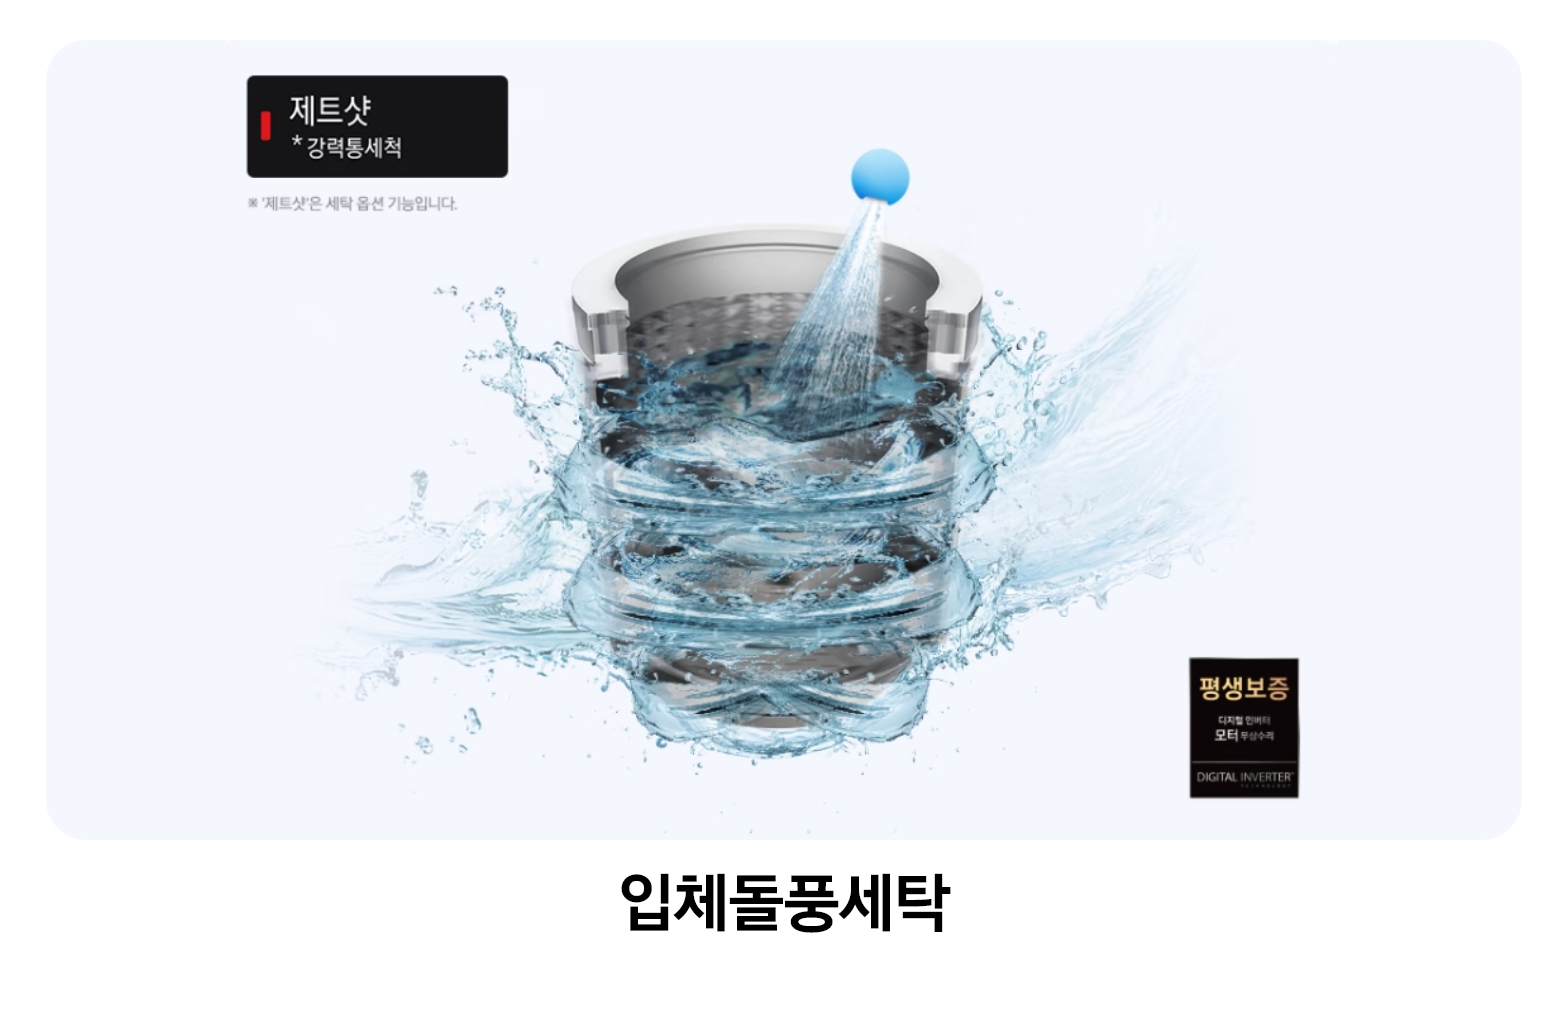 제트샷
* 강력통세척
※ '제트샷'은 세탁 옵션 기능입니다.
평생보증
디지털 인버터
모터 무상수리
DIGITAL INVERTER
TECHNOLOGY
입체돌풍세탁